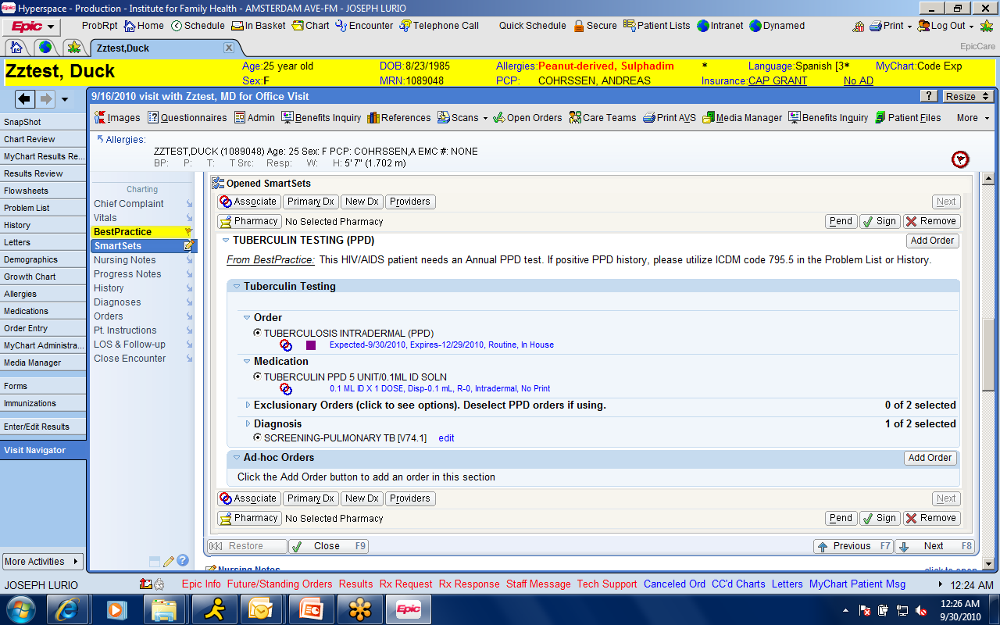 Hyperspace - Production - Institute for Family Health - AMSTERDAM AVE-FM - JOSEPH LURIO
Epic ProbRpt Home Schedule In Basket Chart Encounter Telephone Call Quick Schedule Secure Patient Lists Intranet Dynamed Print Log Out
Zztest,Duck X EpicCare
Zztest, Duck Age:25 year old DOB:8/23/1985 Allergies:Peanut-derived, Sulphadim * Language:Spanish [3* MyChart:Code Exp
Sex:F MRN:1089048 PCP: COHRSSEN, ANDREAS Insurance:CAP GRANT No AD
9/16/2010 visit with Zztest, MD for Office Visit ? Resize
Images Questionnaires Admin Benefits Inquiry References Scans Open Orders Care Teams Print AVS Media Manager Benefits Inquiry Patient Files More
Allergies:
ZZTEST,DUCK (1089048) Age: 25 Sex: F PCP: COHRSSEN,A EMC #: NONE
BP: P: T: T Src: Resp: W: H: 5' 7" (1.702 m)
SnapShot
Chart Review
MyChart Results Re...
Results Review
Flowsheets
Problem List
History
Letters
Demographics
Growth Chart
Allergies
Medications
Order Entry
MyChart Administra...
Media Manager
Forms
Immunizations
Enter/Edit Results
Visit Navigator
More Activities
Charting
Chief Complaint
Vitals
BestPractice
SmartSets
Nursing Notes
Progress Notes
History
Diagnoses
Orders
Pt. Instructions
LOS & Follow-up
Close Encounter
Opened SmartSets
Associate Primary Dx New Dx Providers Next
Pharmacy No Selected Pharmacy Pend Sign Remove
TUBERCULIN TESTING (PPD) Add Order
From BestPractice: This HIV/AIDS patient needs an Annual PPD test. If positive PPD history, please utilize ICDM code 795.5 in the Problem List or History.
Tuberculin Testing
Order
TUBERCULOSIS INTRADERMAL (PPD)
Expected-9/30/2010, Expires-12/29/2010, Routine, In House
Medication
TUBERCULIN PPD 5 UNIT/0.1ML ID SOLN
0.1 ML ID X 1 DOSE, Disp-0.1 mL, R-0, Intradermal, No Print
Exclusionary Orders (click to see options). Deselect PPD orders if using. 0 of 2 selected
Diagnosis 1 of 2 selected
SCREENING-PULMONARY TB [V74.1] edit
Ad-hoc Orders Add Order
Click the Add Order button to add an order in this section
Associate Primary Dx New Dx Providers Next
Pharmacy No Selected Pharmacy Pend Sign Remove
Restore Close F9 Previous F7 Next F8
Nursing Notes click to open
JOSEPH LURIO Epic Info Future/Standing Orders Results Rx Request Rx Response Staff Message Tech Support Canceled Ord CC'd Charts Letters MyChart Patient Msg 12:24 AM
Epic 12:26 AM
9/30/2010